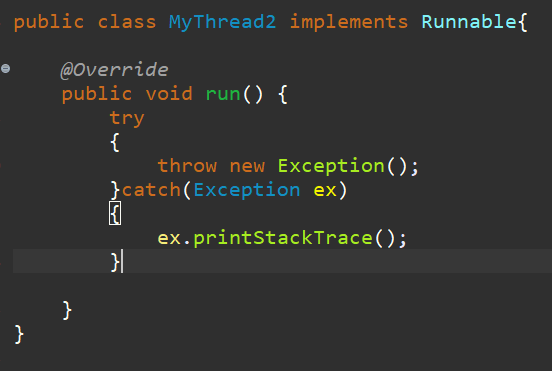 public class MyThread2 implements Runnable{
@Override
public void run() {
try
{
throw new Exception();
}catch(Exception ex)
{
ex.printStackTrace();
}
}
}